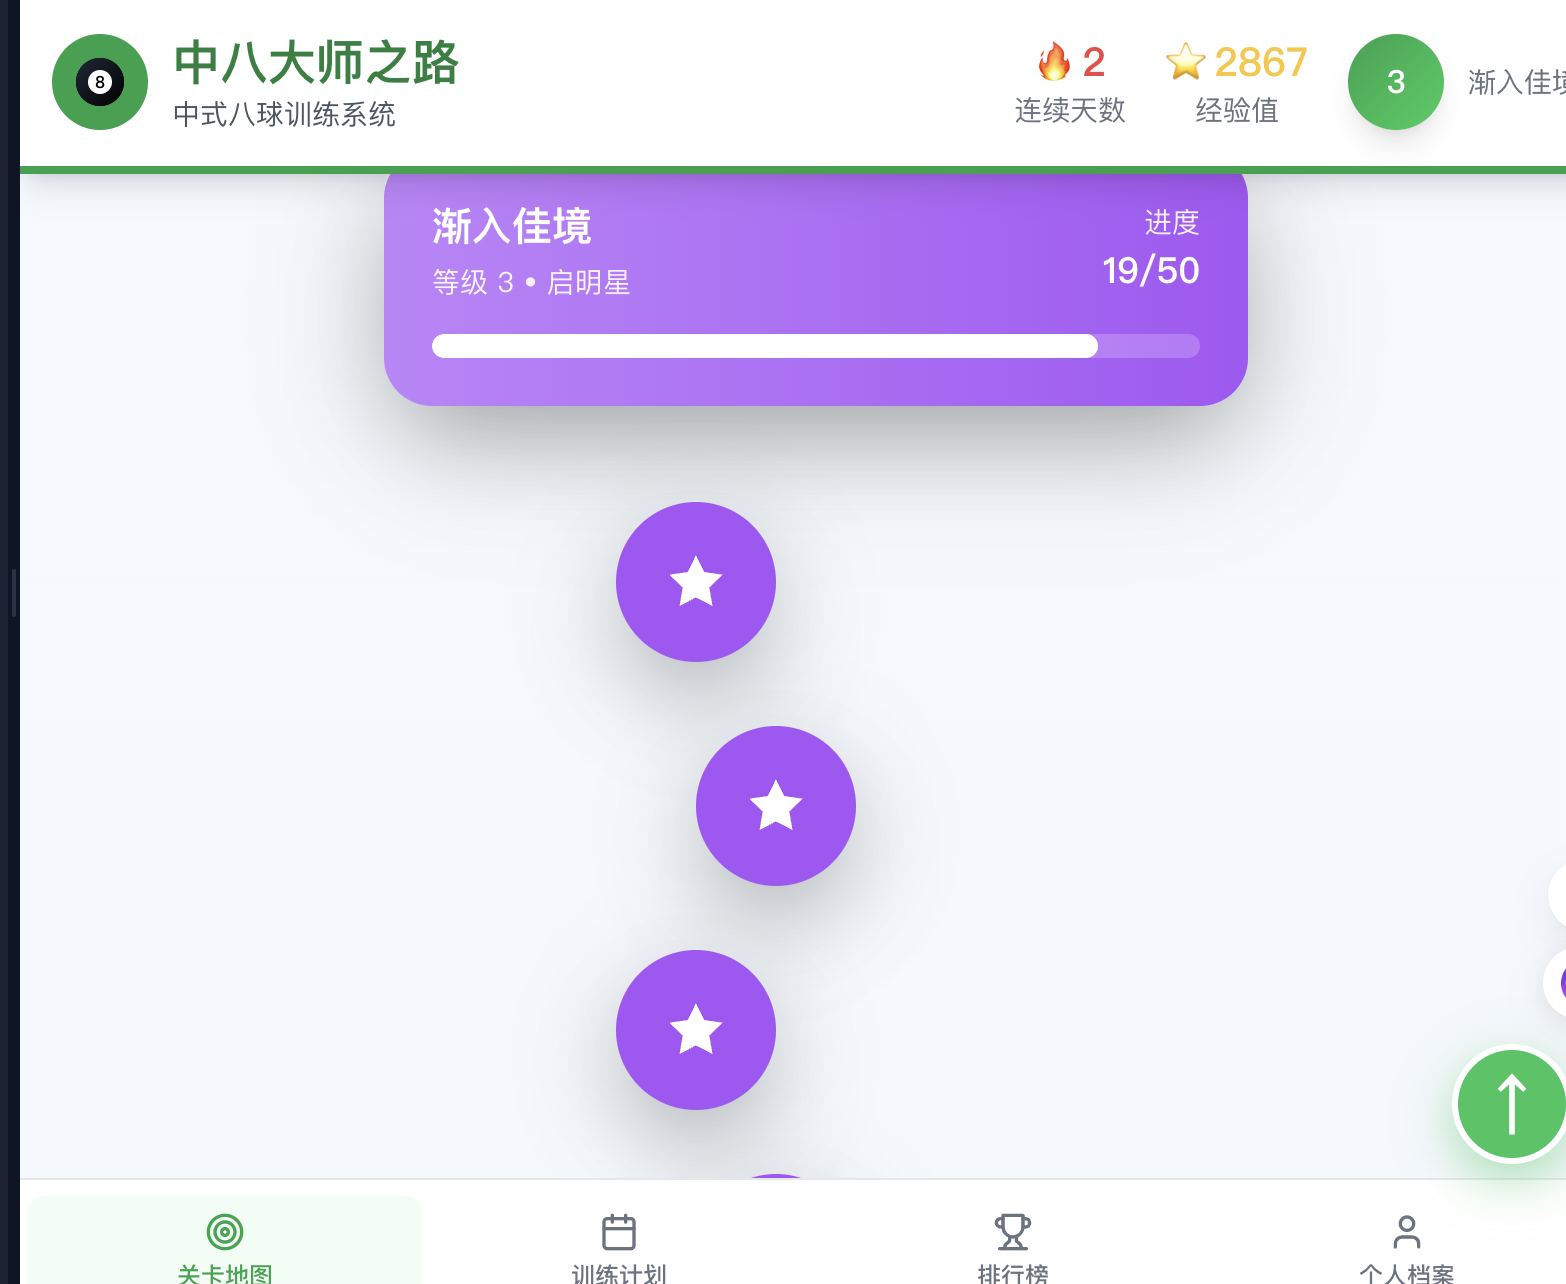 8
中八大师之路
中式八球训练系统
🔥 2
连续天数
⭐ 2867
经验值
3
渐入佳境
渐入佳境
等级 3 • 启明星
进度
19/50
关卡地图
训练计划
排行榜
个人档案